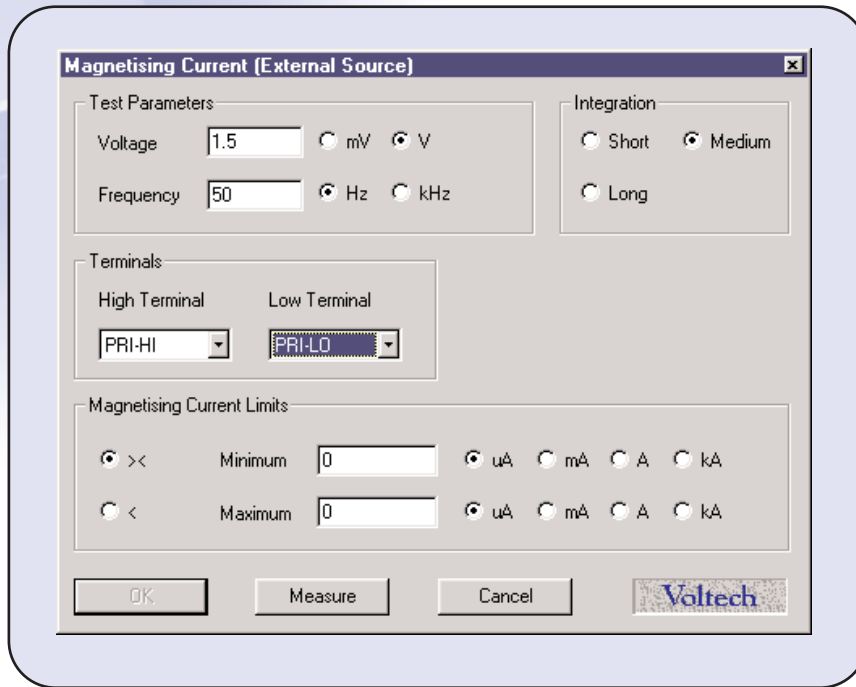 Magnetising Current (External Source)
Test Parameters
Voltage 1.5 mV V
Frequency 50 Hz kHz
Integration
Short Medium
Long
Terminals
High Terminal Low Terminal
PRI-HI PRI-LO
Magnetising Current Limits
>< Minimum 0 uA mA A kA
< Maximum 0 uA mA A kA
OK Measure Cancel Voltech